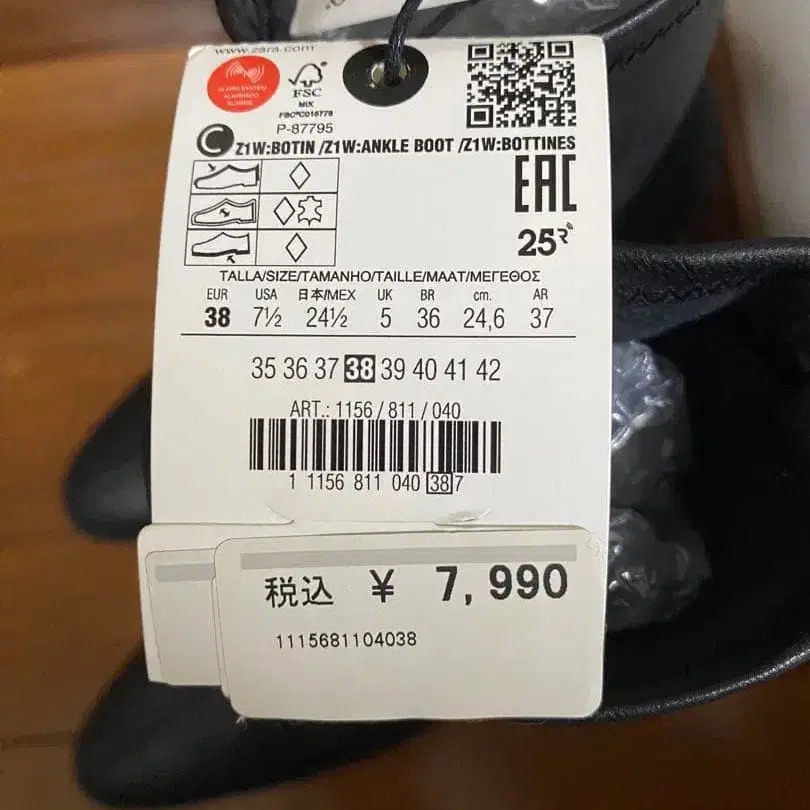 www.zara.com
FSC
MIX
FSC®C016778
P-87795
C Z1W:BOTIN /Z1W:ANKLE BOOT /Z1W:BOTTINES
EAC
25
TALLA/SIZE/TAMANHO/TAILLE/MAAT/ΜΕΓΕΘΟΣ
EUR USA 日本/MEX UK BR cm. AR
38 7½ 24½ 5 36 24,6 37
35 36 37 38 39 40 41 42
ART.: 1156 / 811 / 040
1 1156 811 040 38 7
税込 ¥ 7,990
1115681104038